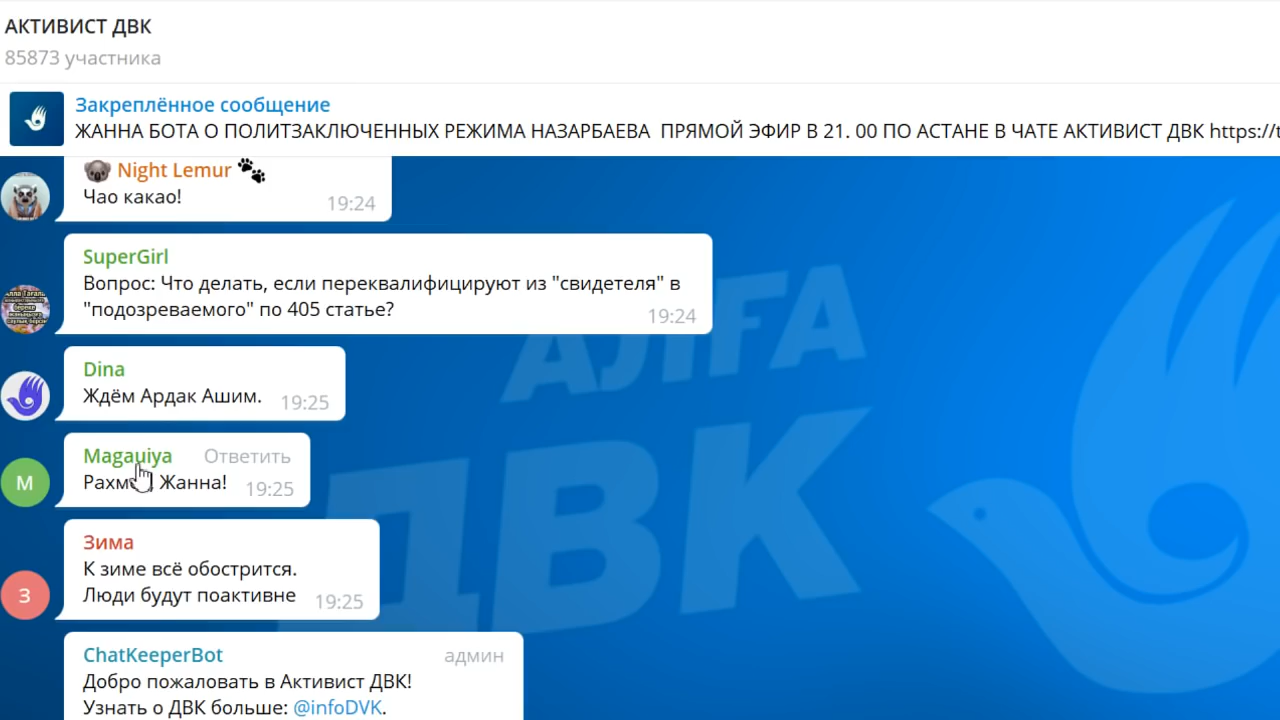 АКТИВИСТ ДВК
85873 участника
Закреплённое сообщение
ЖАННА БОТА О ПОЛИТЗАКЛЮЧЕННЫХ РЕЖИМА НАЗАРБАЕВА ПРЯМОЙ ЭФИР В 21. 00 ПО АСТАНЕ В ЧАТЕ АКТИВИСТ ДВК https://t
Night Lemur
Чао какао!
19:24
SuperGirl
Вопрос: Что делать, если переквалифицируют из "свидетеля" в
"подозреваемого" по 405 статье?
19:24
Dina
Ждём Ардак Ашим.
19:25
Magauiya Ответить
Жанна!
19:25
Зима
К зиме всё обострится.
Люди будут поактивне
19:25
ChatKeeperBot админ
Добро пожаловать в Активист ДВК!
Узнать о ДВК больше: @infoDVK.
М
З
АЛҒА
ДВК